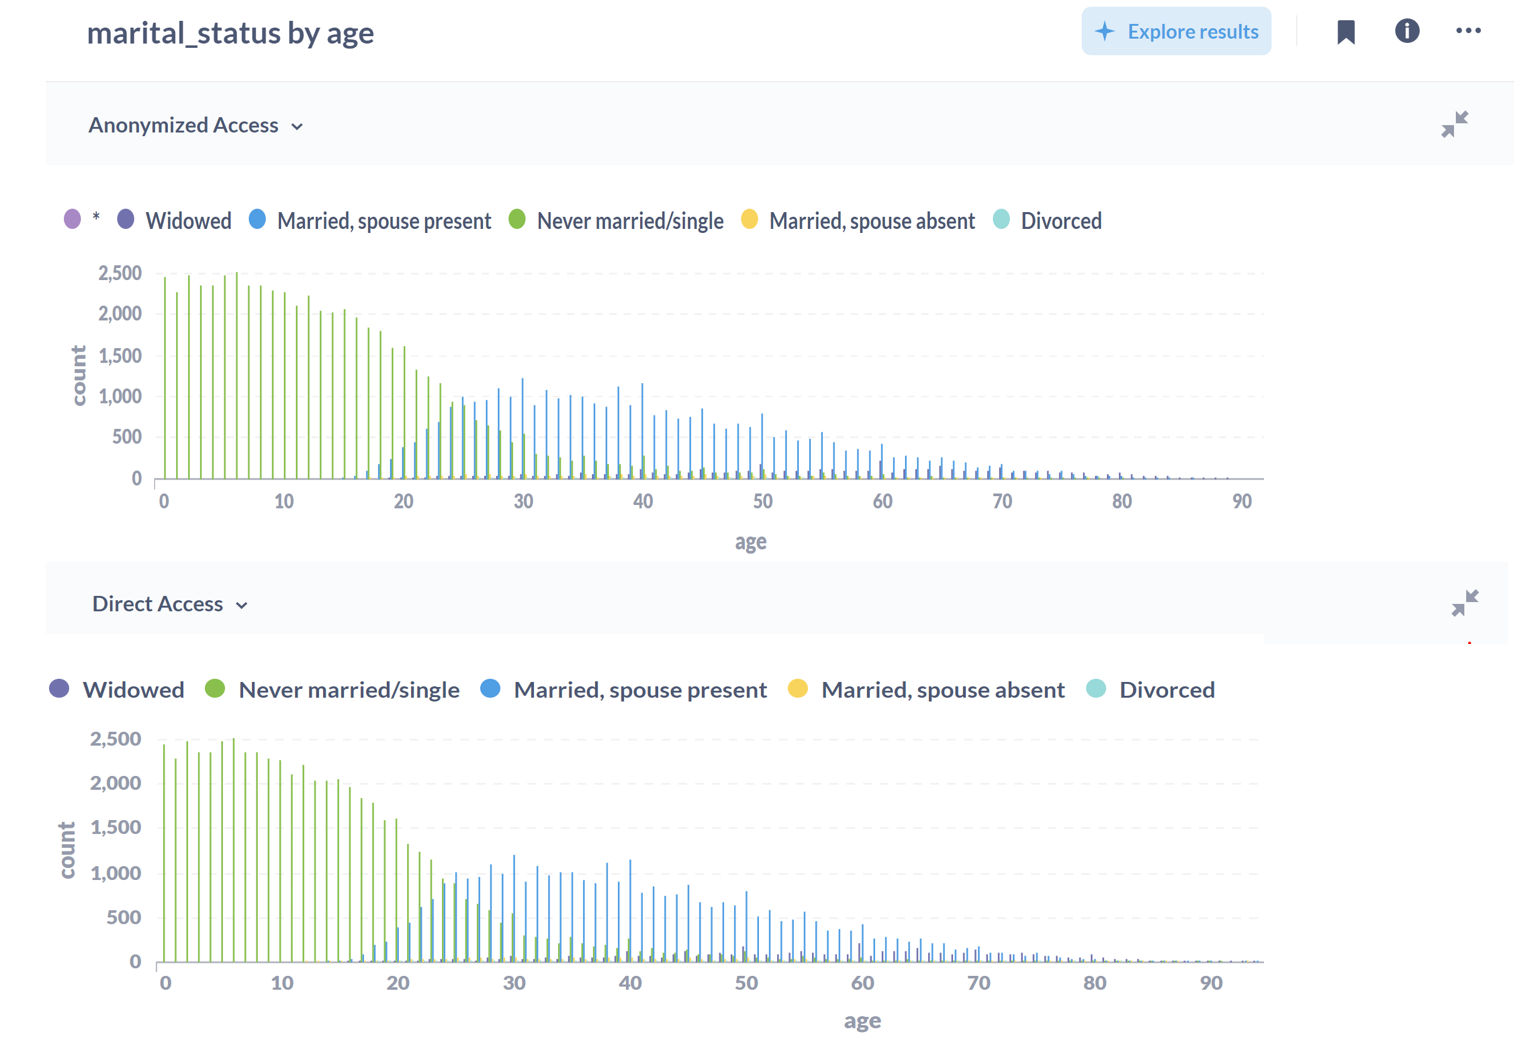 marital_status by age
Explore results
Anonymized Access
* Widowed Married, spouse present Never married/single Married, spouse absent Divorced
2,500
2,000
1,500
1,000
500
0
count
0 10 20 30 40 50 60 70 80 90
age
Direct Access
Widowed Never married/single Married, spouse present Married, spouse absent Divorced
2,500
2,000
1,500
1,000
500
0
count
0 10 20 30 40 50 60 70 80 90
age